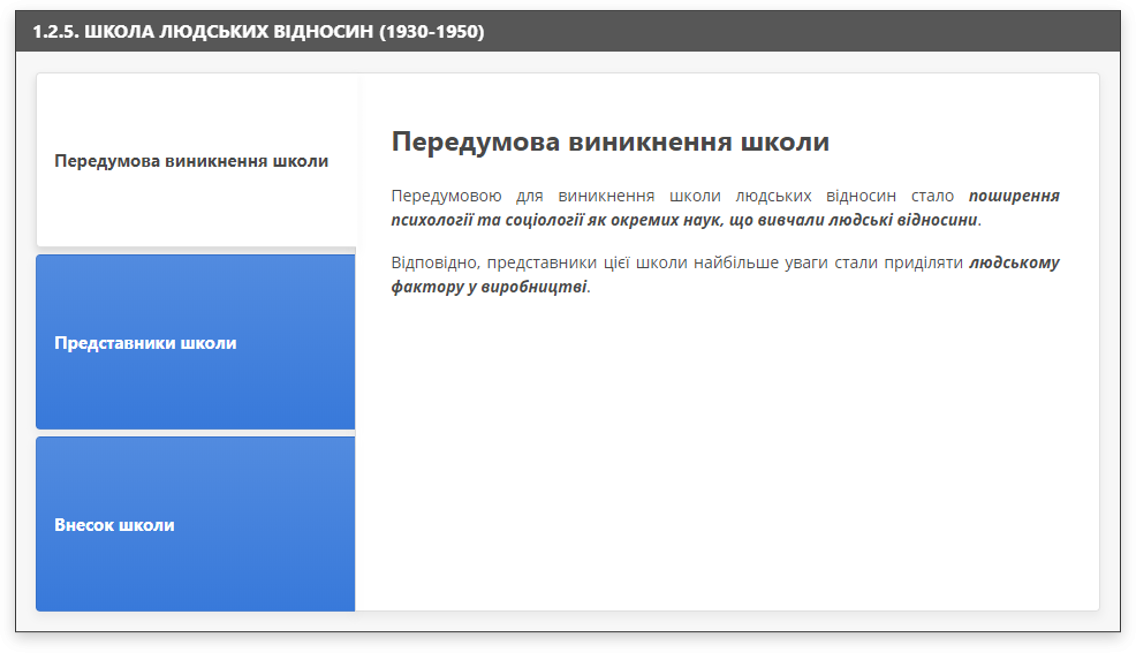 1.2.5. ШКОЛА ЛЮДСЬКИХ ВІДНОСИН (1930-1950)
Передумова виникнення школи
Представники школи
Внесок школи
Передумова виникнення школи
Передумовою для виникнення школи людських відносин стало поширення
психології та соціології як окремих наук, що вивчали людські відносини.
Відповідно, представники цієї школи найбільше уваги стали приділяти людському
фактору у виробництві.